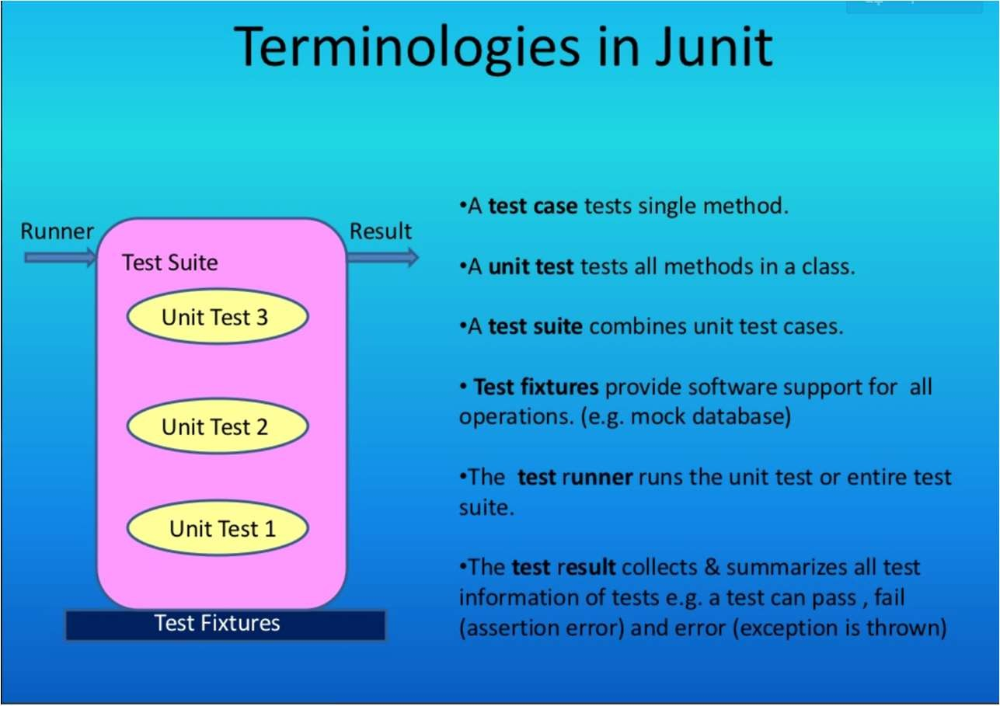 Terminologies in Junit
Runner
Result
Test Suite
Unit Test 3
Unit Test 2
Unit Test 1
Test Fixtures
•A test case tests single method.
•A unit test tests all methods in a class.
•A test suite combines unit test cases.
• Test fixtures provide software support for  all
operations. (e.g. mock database)
•The  test runner runs the unit test or entire test
suite.
•The test result collects & summarizes all test
information of tests e.g. a test can pass , fail
(assertion error) and error (exception is thrown)